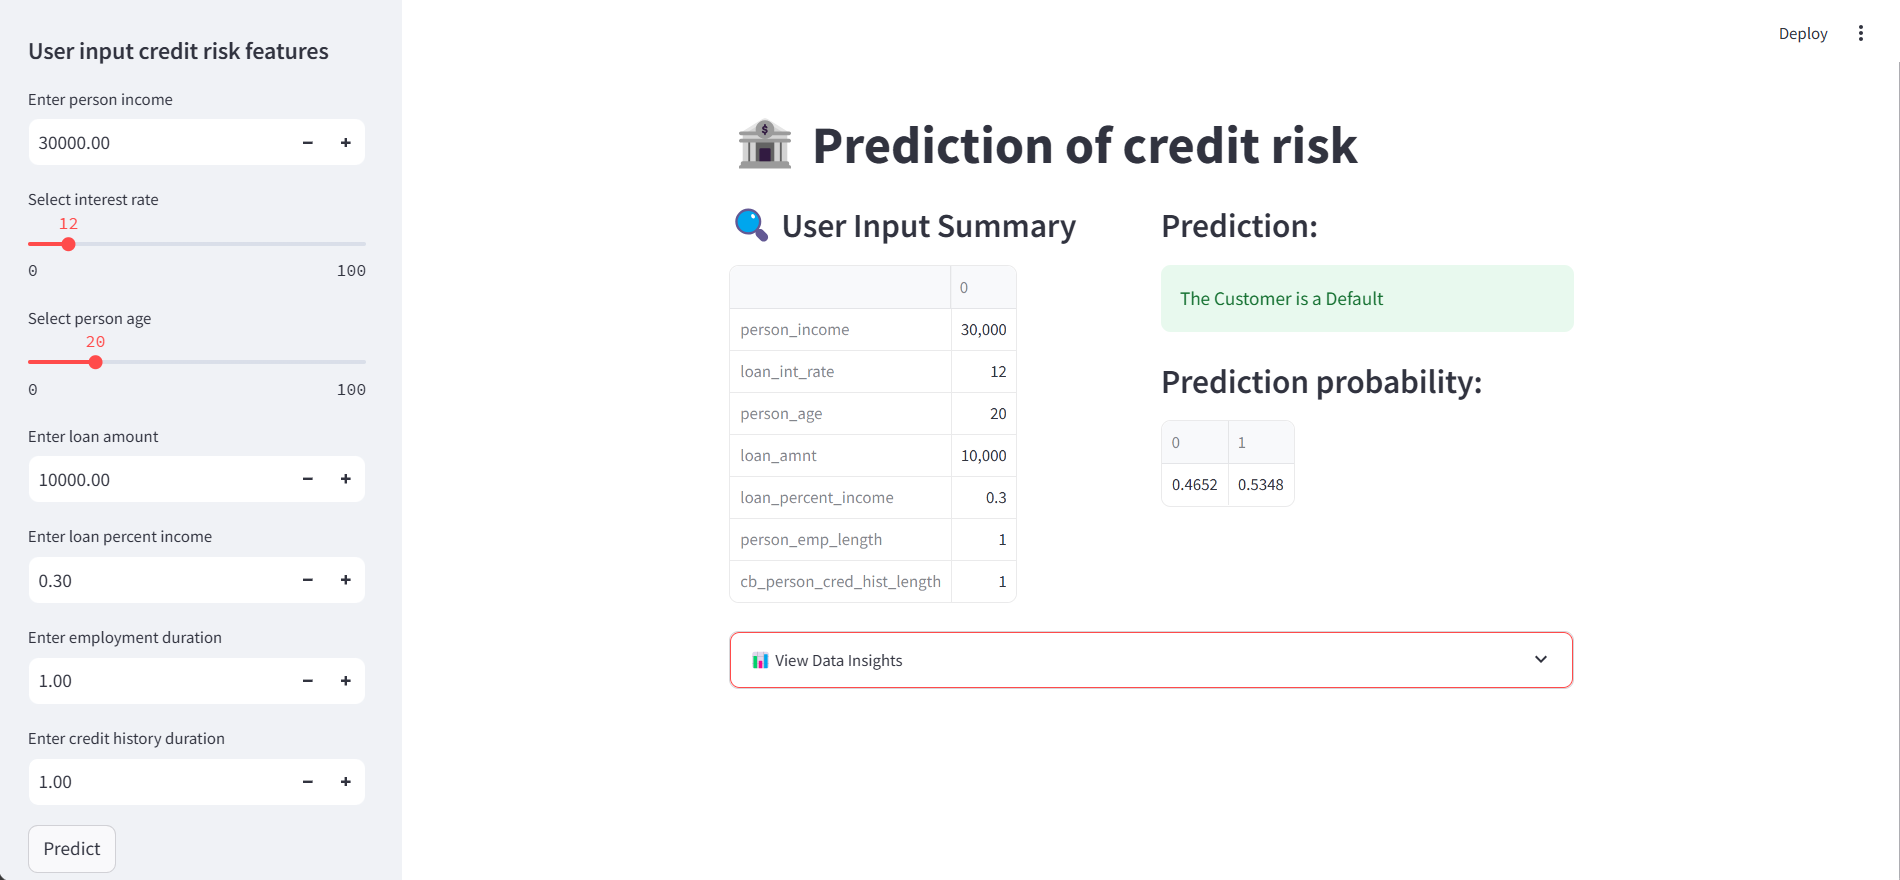 User input credit risk features
Enter person income
30000.00
Select interest rate
12
0 100
Select person age
20
0 100
Enter loan amount
10000.00
Enter loan percent income
0.30
Enter employment duration
1.00
Enter credit history duration
1.00
Predict
Deploy
Prediction of credit risk
User Input Summary
0
person_income 30,000
loan_int_rate 12
person_age 20
loan_amnt 10,000
loan_percent_income 0.3
person_emp_length 1
cb_person_cred_hist_length 1
Prediction:
The Customer is a Default
Prediction probability:
0 1
0.4652 0.5348
View Data Insights